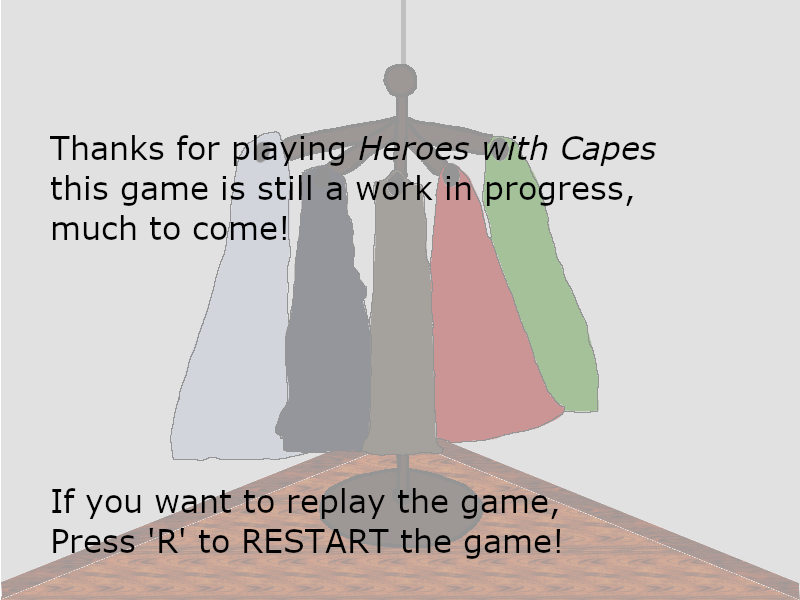 Thanks for playing Heroes with Capes
this game is still a work in progress,
much to come!
If you want to replay the game,
Press 'R' to RESTART the game!